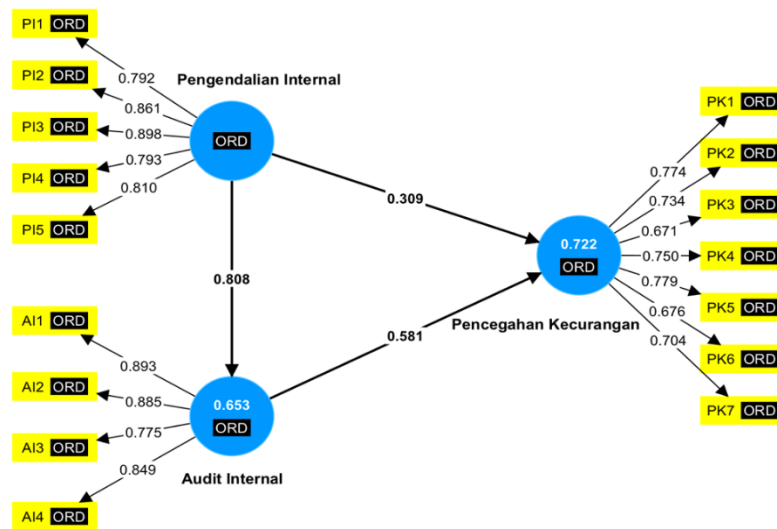 PI1 ORD
PI2 ORD
PI3 ORD
PI4 ORD
PI5 ORD
0.792
0.861
0.898
0.793
0.810
Pengendalian Internal
ORD
0.309
0.808
0.581
AI1 ORD
AI2 ORD
AI3 ORD
AI4 ORD
0.893
0.885
0.775
0.849
0.653
ORD
Audit Internal
0.722
ORD
Pencegahan Kecurangan
0.774
0.734
0.671
0.750
0.779
0.676
0.704
PK1 ORD
PK2 ORD
PK3 ORD
PK4 ORD
PK5 ORD
PK6 ORD
PK7 ORD